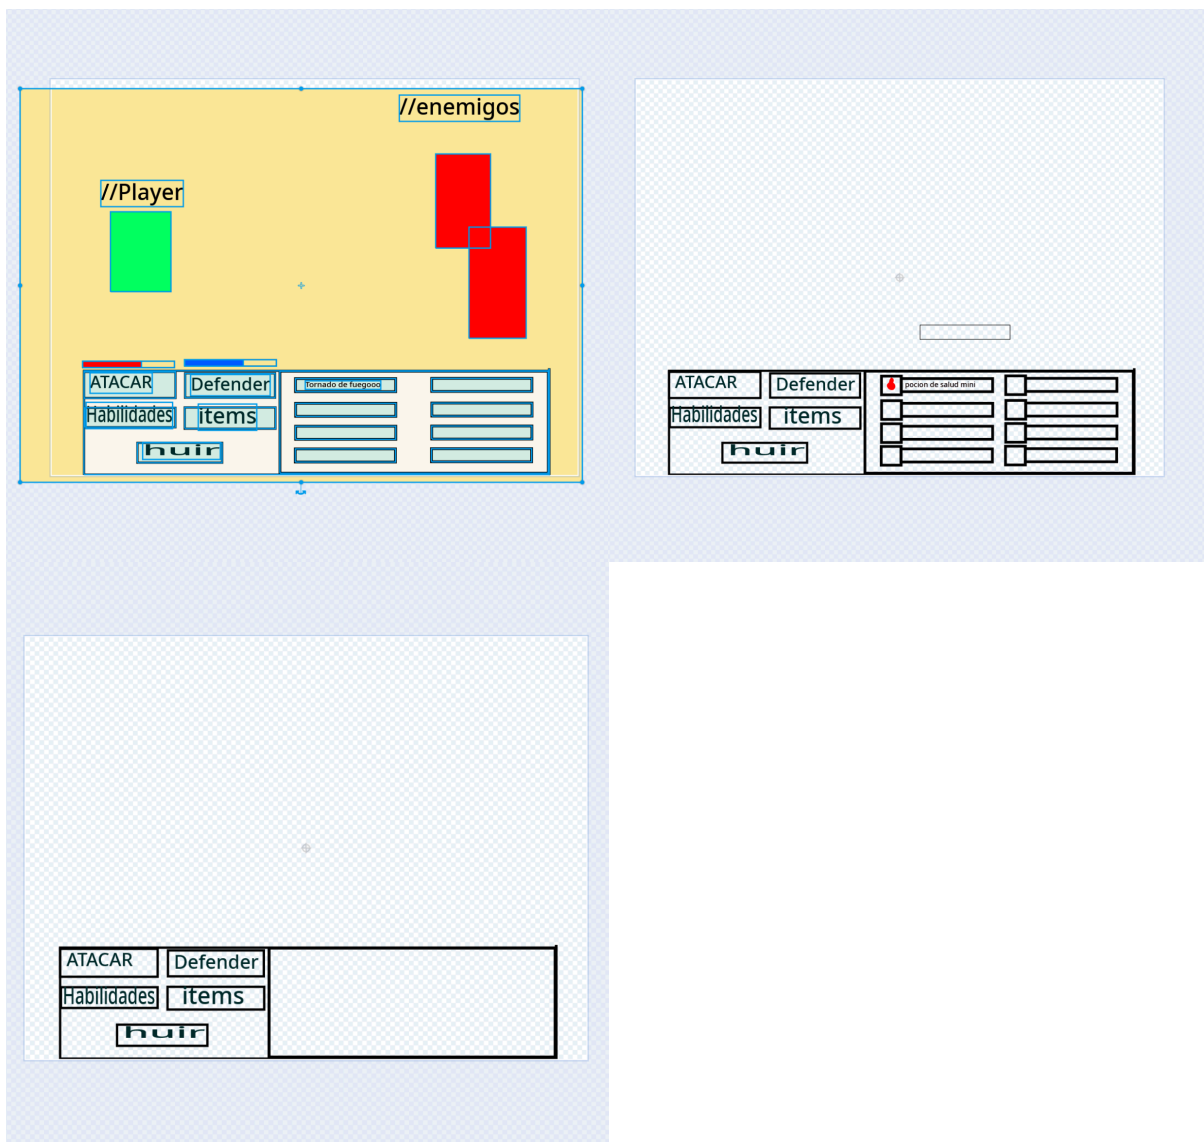 //enemigos
//Player
ATACAR
Defender
Tornado de fuegooo
Habilidades
items
huir
ATACAR
Defender
pocion de salud mini
Habilidades
items
huir
ATACAR
Defender
Habilidades
items
huir